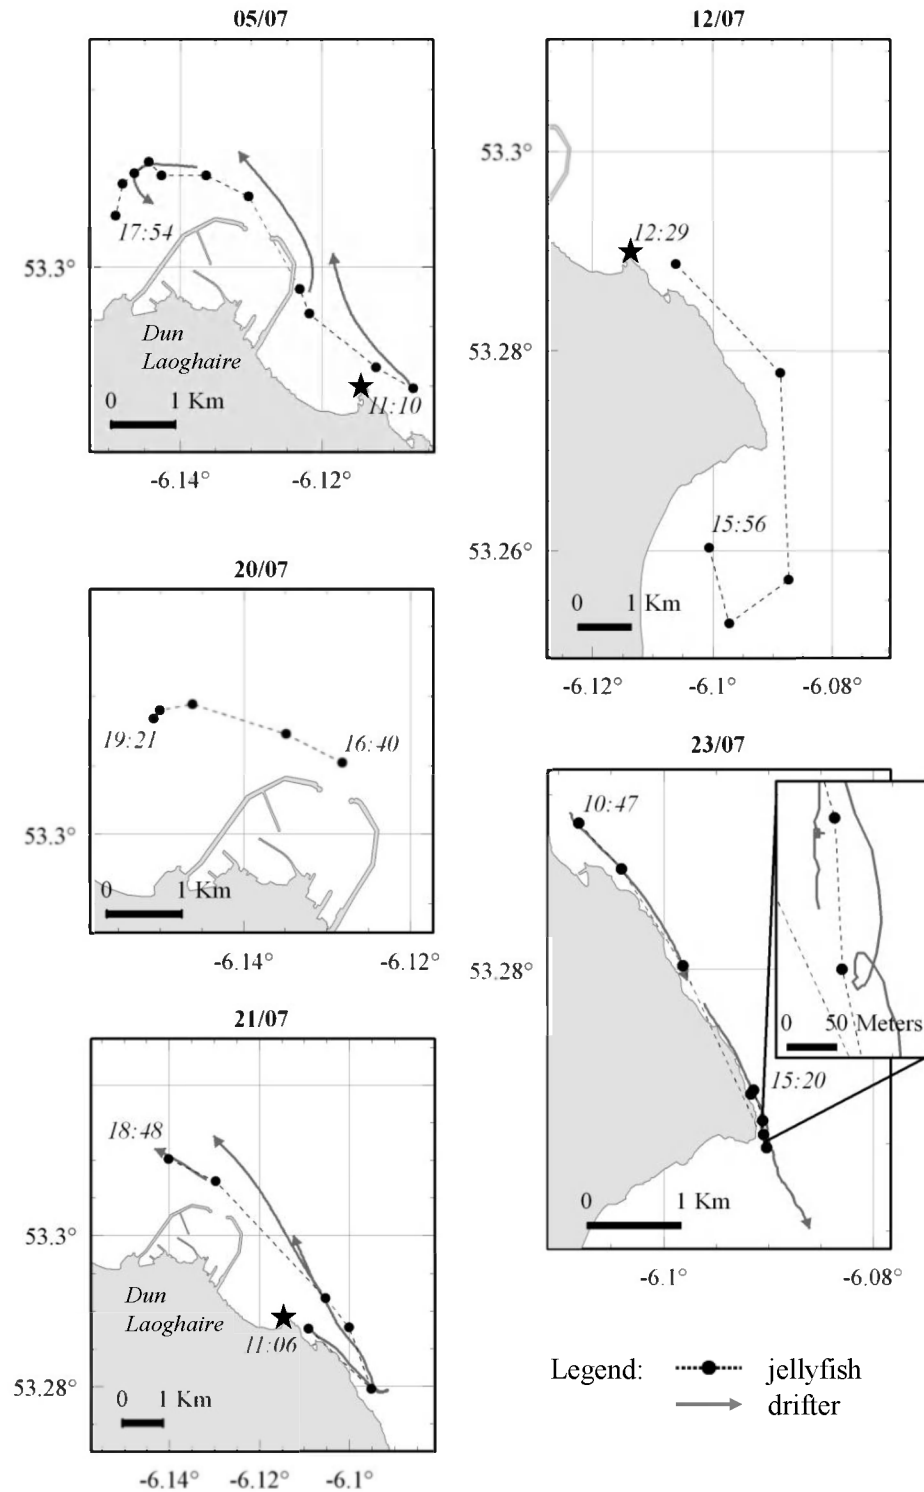 05/07
17:54
53.3°
Dun
Laoghaire
0 1 Km
11:10
-6.14° -6.12°
12/07
53.3°
12:29
53.28°
15:56
53.26°
0 1 Km
-6.12° -6.1° -6.08°
20/07
19:21
16:40
53.3°
0 1 Km
-6.14° -6.12°
23/07
10:47
53.28°
0 50 Meters
15:20
0 1 Km
-6.1° -6.08°
21/07
18:48
53.3°
Dun
Laoghaire
11:06
53.28°
0 1 Km
-6.14° -6.12° -6.1°
Legend:
jellyfish
drifter